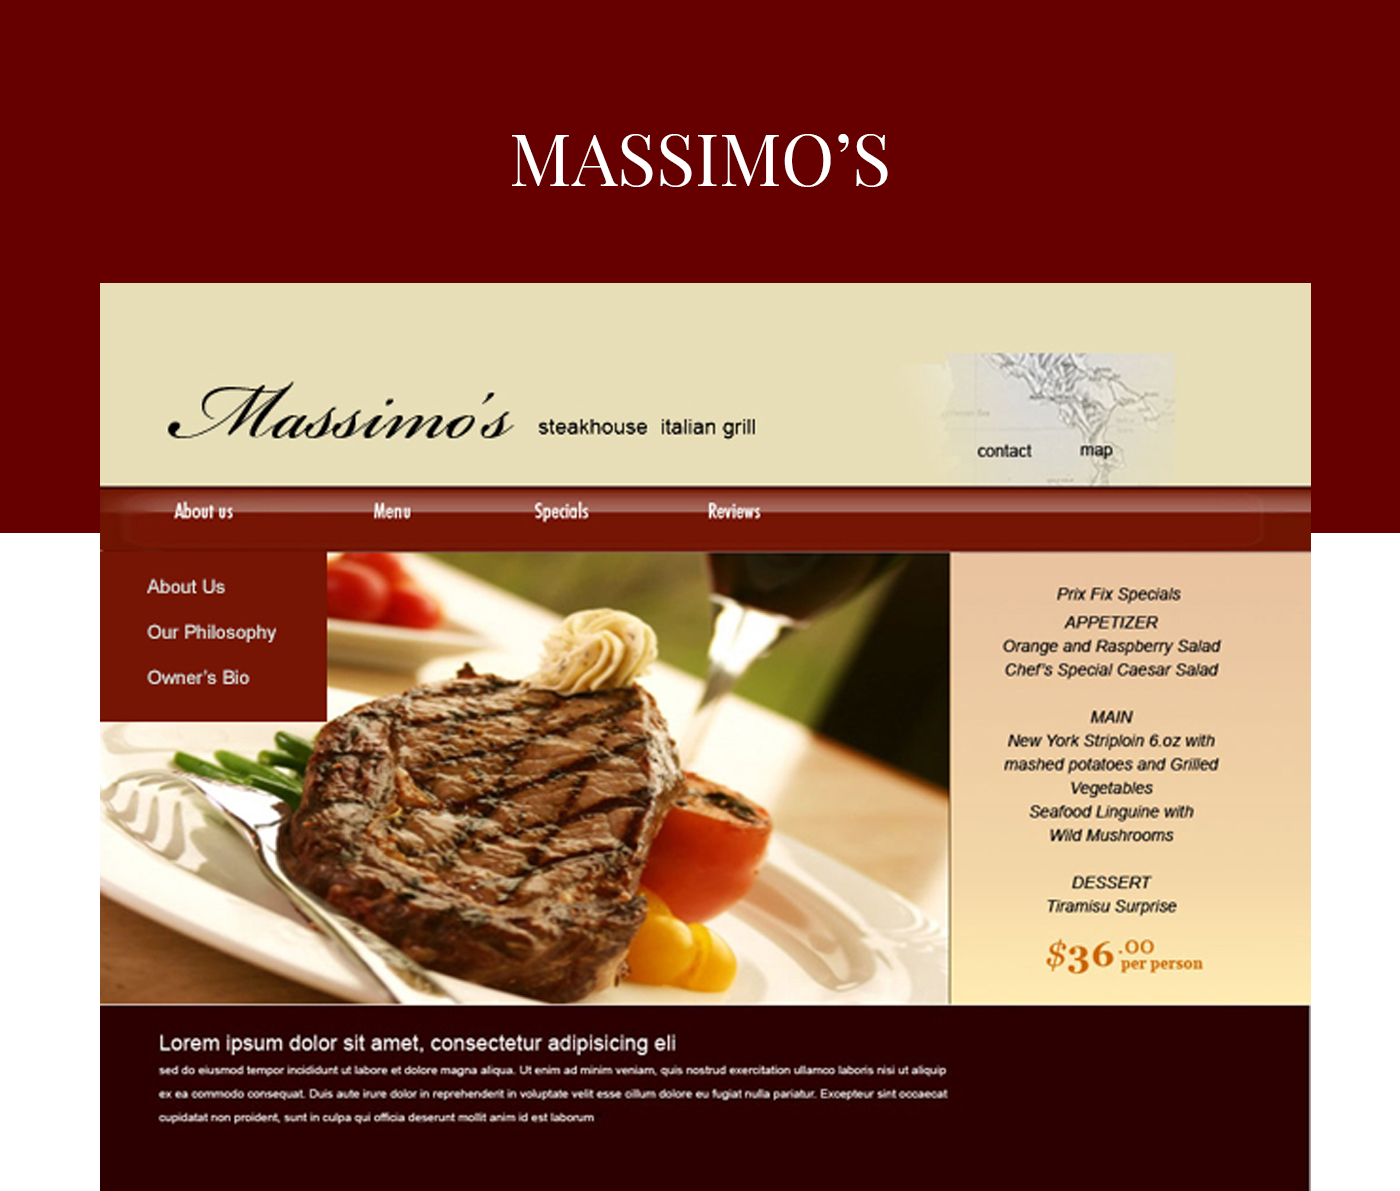 MASSIMO’S
Massimo's steakhouse italian grill
contact map
About us Menu Specials Reviews
About Us
Our Philosophy
Owner's Bio
Prix Fix Specials
APPETIZER
Orange and Raspberry Salad
Chef's Special Caesar Salad
MAIN
New York Striploin 6.oz with
mashed potatoes and Grilled
Vegetables
Seafood Linguine with
Wild Mushrooms
DESSERT
Tiramisu Surprise
$36.00
per person
Lorem ipsum dolor sit amet, consectetur adipisicing eli
sed do eiusmod tempor incididunt ut labore et dolore magna aliqua. Ut enim ad minim veniam, quis nostrud exercitation ullamco laboris nisi ut aliquip
ex ea commodo consequat. Duis aute irure dolor in reprehenderit in voluptate velit esse cillum dolore eu fugiat nulla pariatur. Excepteur sint occaecat
cupidatat non proident, sunt in culpa qui officia deserunt mollit anim id est laborum